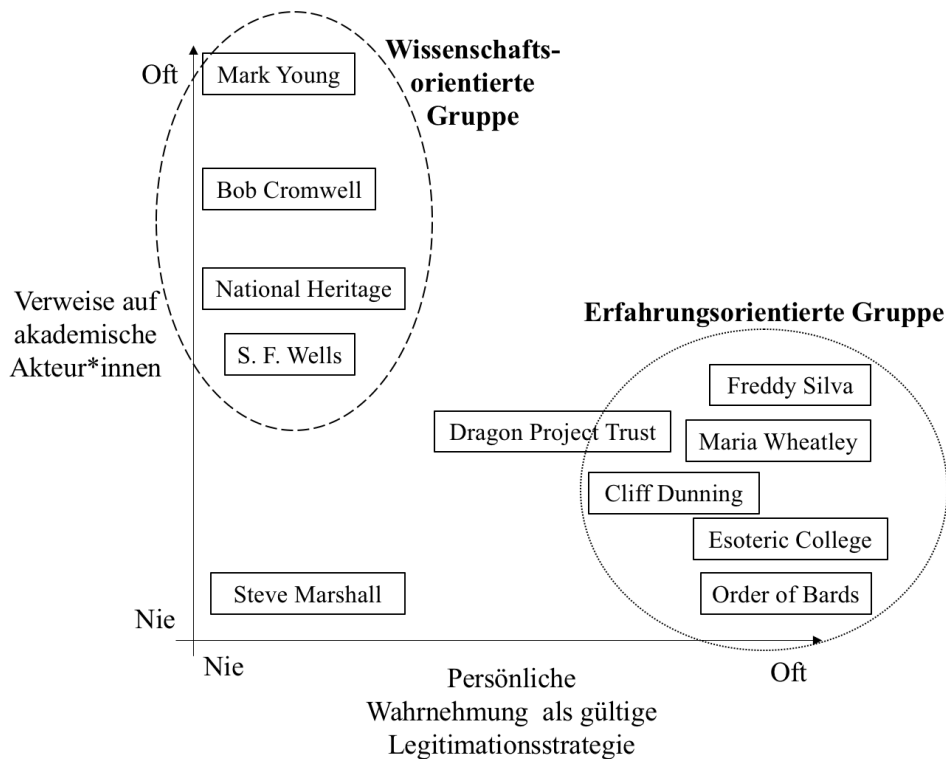 Wissenschafts-
orientierte
Gruppe
Oft
Mark Young
Bob Cromwell
National Heritage
S. F. Wells
Verweise auf
akademische
Akteur*innen
Erfahrungsorientierte Gruppe
Freddy Silva
Dragon Project Trust
Maria Wheatley
Cliff Dunning
Esoteric College
Steve Marshall
Order of Bards
Nie
Nie
Oft
Persönliche
Wahrnehmung als gültige
Legitimationsstrategie